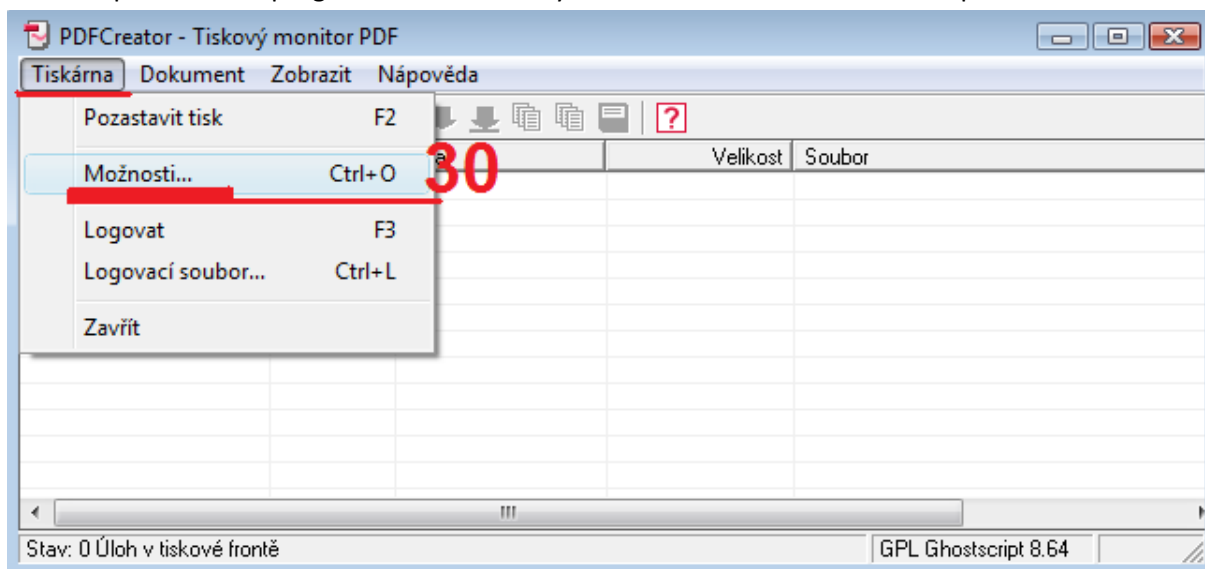 PDFCreator - Tiskový monitor PDF
Tiskárna Dokument Zobrazit Nápověda
Pozastavit tisk F2
Možnosti... Ctrl+O
30
Velikost Soubor
Logovat F3
Logovací soubor... Ctrl+L
Zavřít
Stav: 0 Úloh v tiskové frontě GPL Ghostscript 8.64